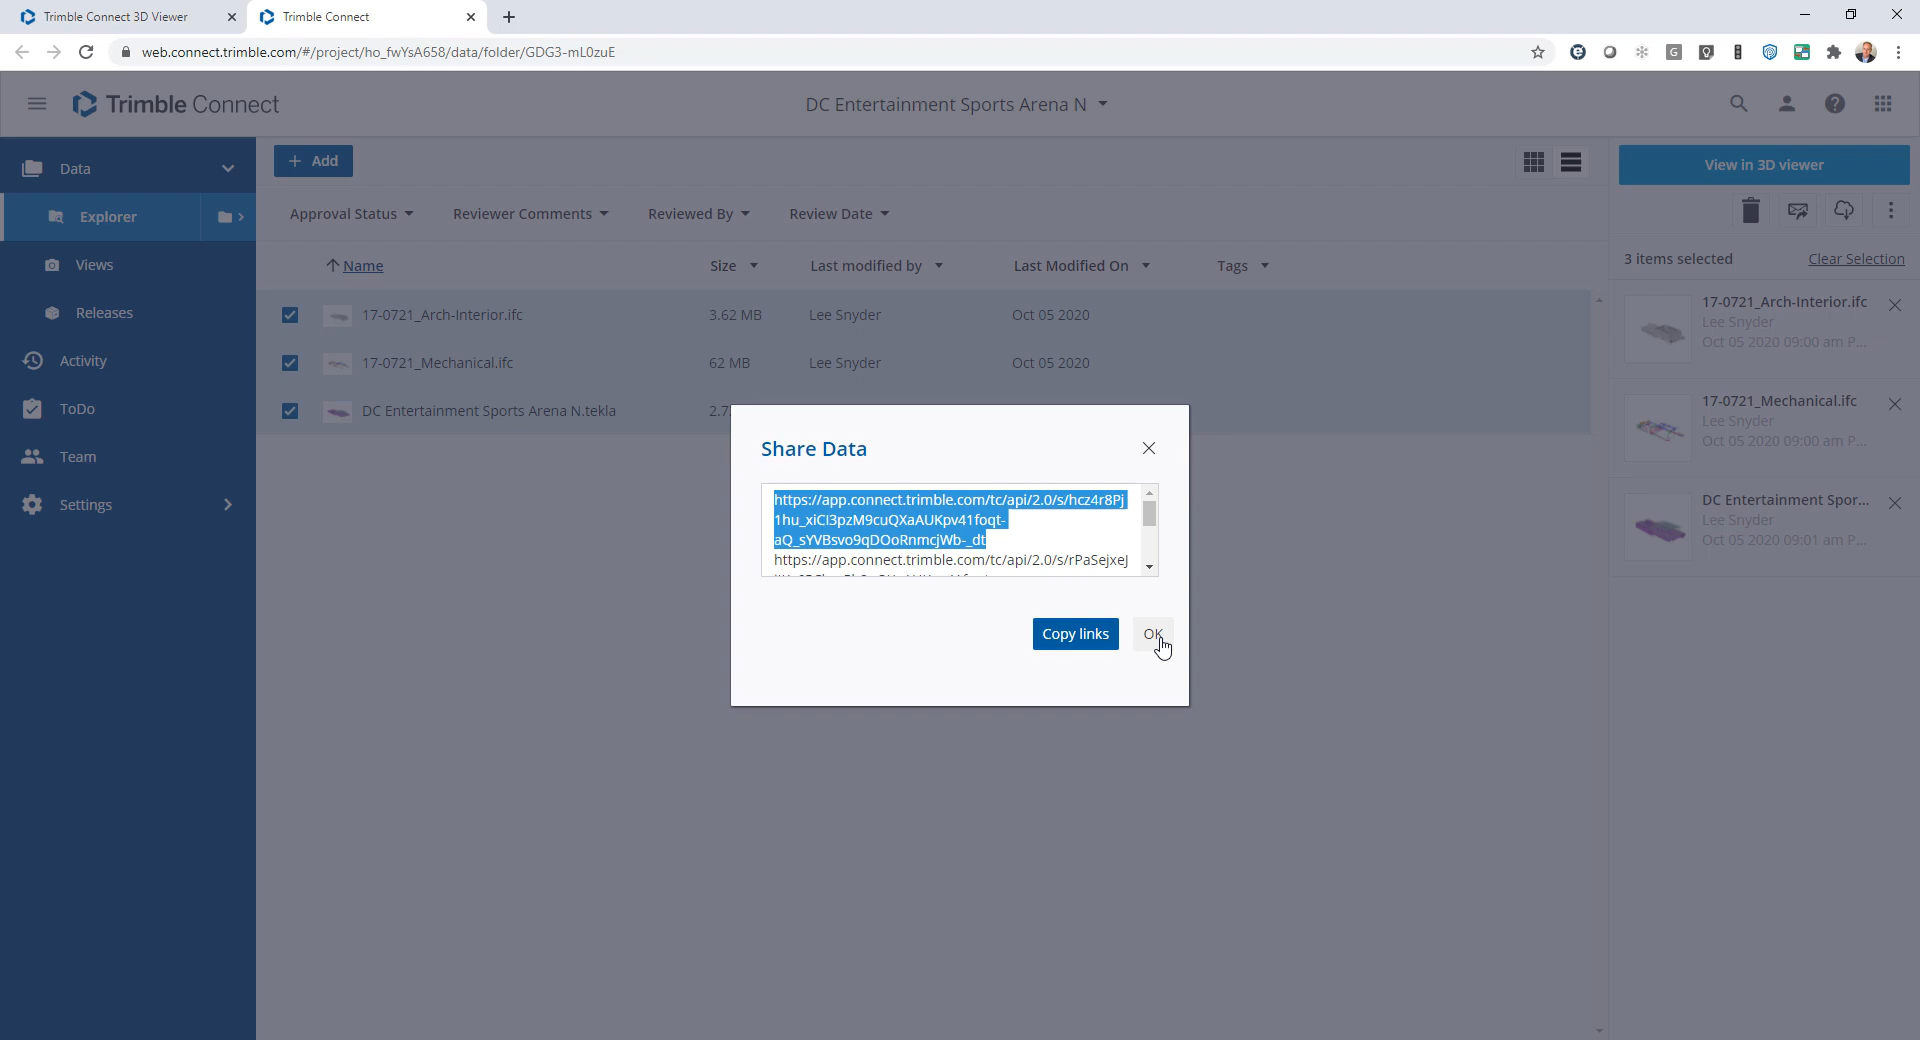 Trimble Connect 3D Viewer
Trimble Connect
web.connect.trimble.com/#/project/ho_fwYsA658/data/folder/GDG3-mL0zuE
Trimble Connect
DC Entertainment Sports Arena N
Data
Explorer
Views
Releases
Activity
ToDo
Team
Settings
+ Add
Approval Status
Reviewer Comments
Reviewed By
Review Date
Name
Size
Last modified by
Last Modified On
Tags
17-0721_Arch-Interior.ifc 3.62 MB Lee Snyder Oct 05 2020
17-0721_Mechanical.ifc 62 MB Lee Snyder Oct 05 2020
DC Entertainment Sports Arena N.tekla 2.7
Share Data
https://app.connect.trimble.com/tc/api/2.0/s/hcz4r8Pj
1hu_xiCI3pzM9cuQXaAUKpv41foqt-
aQ_sYVBsvo9qDOoRnmcjWb-_dt
https://app.connect.trimble.com/tc/api/2.0/s/rPaSejxeJ
Copy links
OK
View in 3D viewer
3 items selected
Clear Selection
17-0721_Arch-Interior.ifc
Lee Snyder
Oct 05 2020 09:00 am P...
17-0721_Mechanical.ifc
Lee Snyder
Oct 05 2020 09:00 am P...
DC Entertainment Spor...
Lee Snyder
Oct 05 2020 09:01 am P...